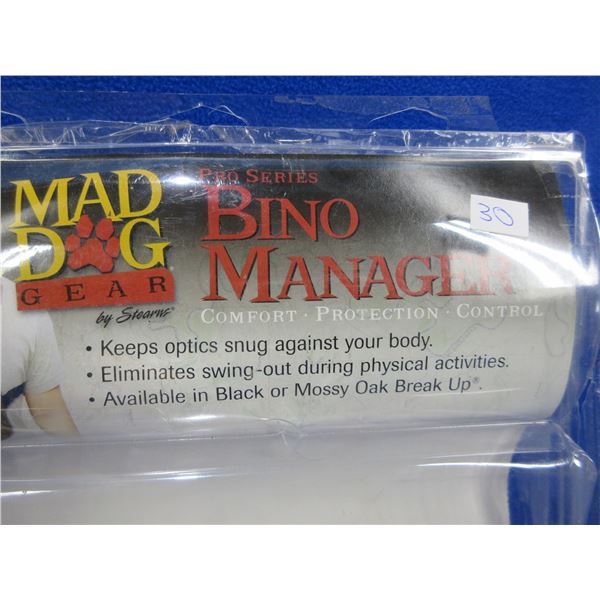 MAD
DOG
GEAR
by Stearns®
PRO SERIES
BINO
MANAGER
COMFORT · PROTECTION · CONTROL
30
• Keeps optics snug against your body.
• Eliminates swing-out during physical activities.
• Available in Black or Mossy Oak Break Up®.